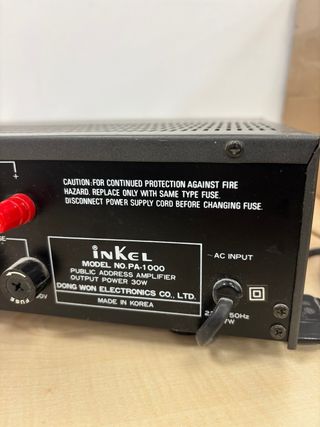 +
CAUTION: FOR CONTINUED PROTECTION AGAINST FIRE
HAZARD. REPLACE ONLY WITH SAME TYPE FUSE.
DISCONNECT POWER SUPPLY CORD BEFORE CHANGING FUSE.
iNKEL
MODEL NO. PA-1000
PUBLIC ADDRESS AMPLIFIER
OUTPUT POWER 30W
DONG WON ELECTRONICS CO., LTD.
MADE IN KOREA
AC INPUT
FUSE
50Hz